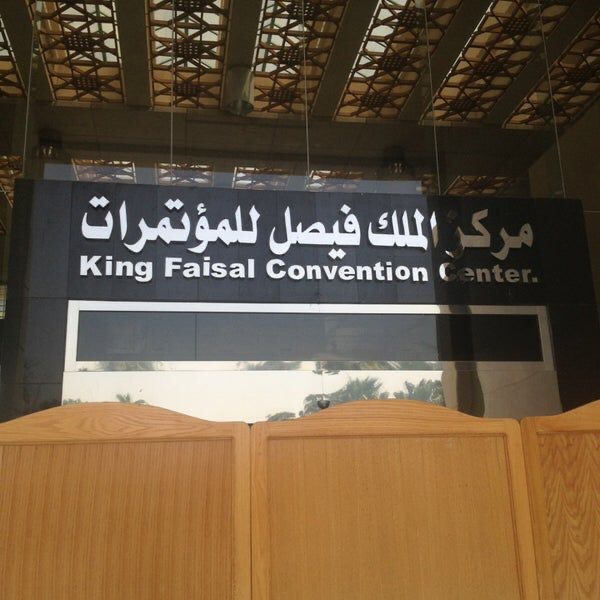 مركز الملك فيصل للمؤتمرات
King Faisal Convention Center.